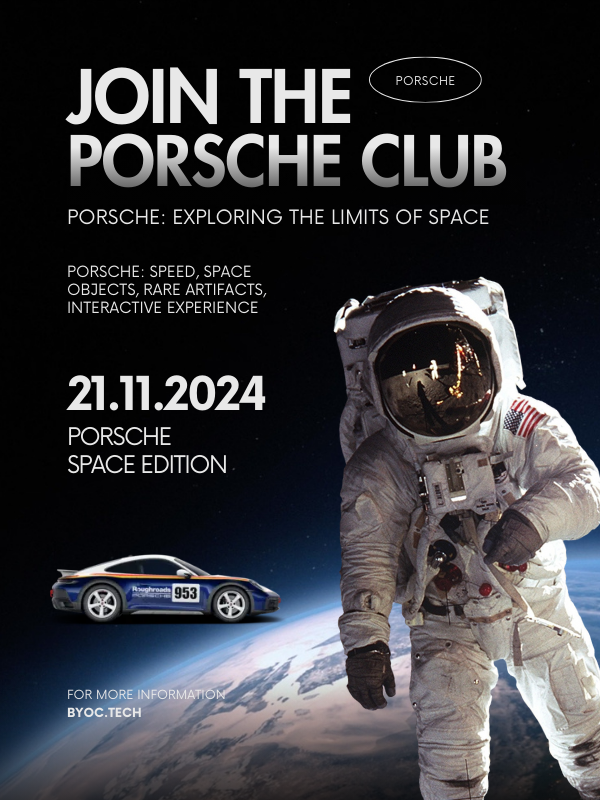 JOIN THE
PORSCHE
PORSCHE CLUB
PORSCHE: EXPLORING THE LIMITS OF SPACE
PORSCHE: SPEED, SPACE
OBJECTS, RARE ARTIFACTS,
INTERACTIVE EXPERIENCE
21.11.2024
PORSCHE
SPACE EDITION
Roughroads
PORSCHE
953
FOR MORE INFORMATION
BYOC.TECH